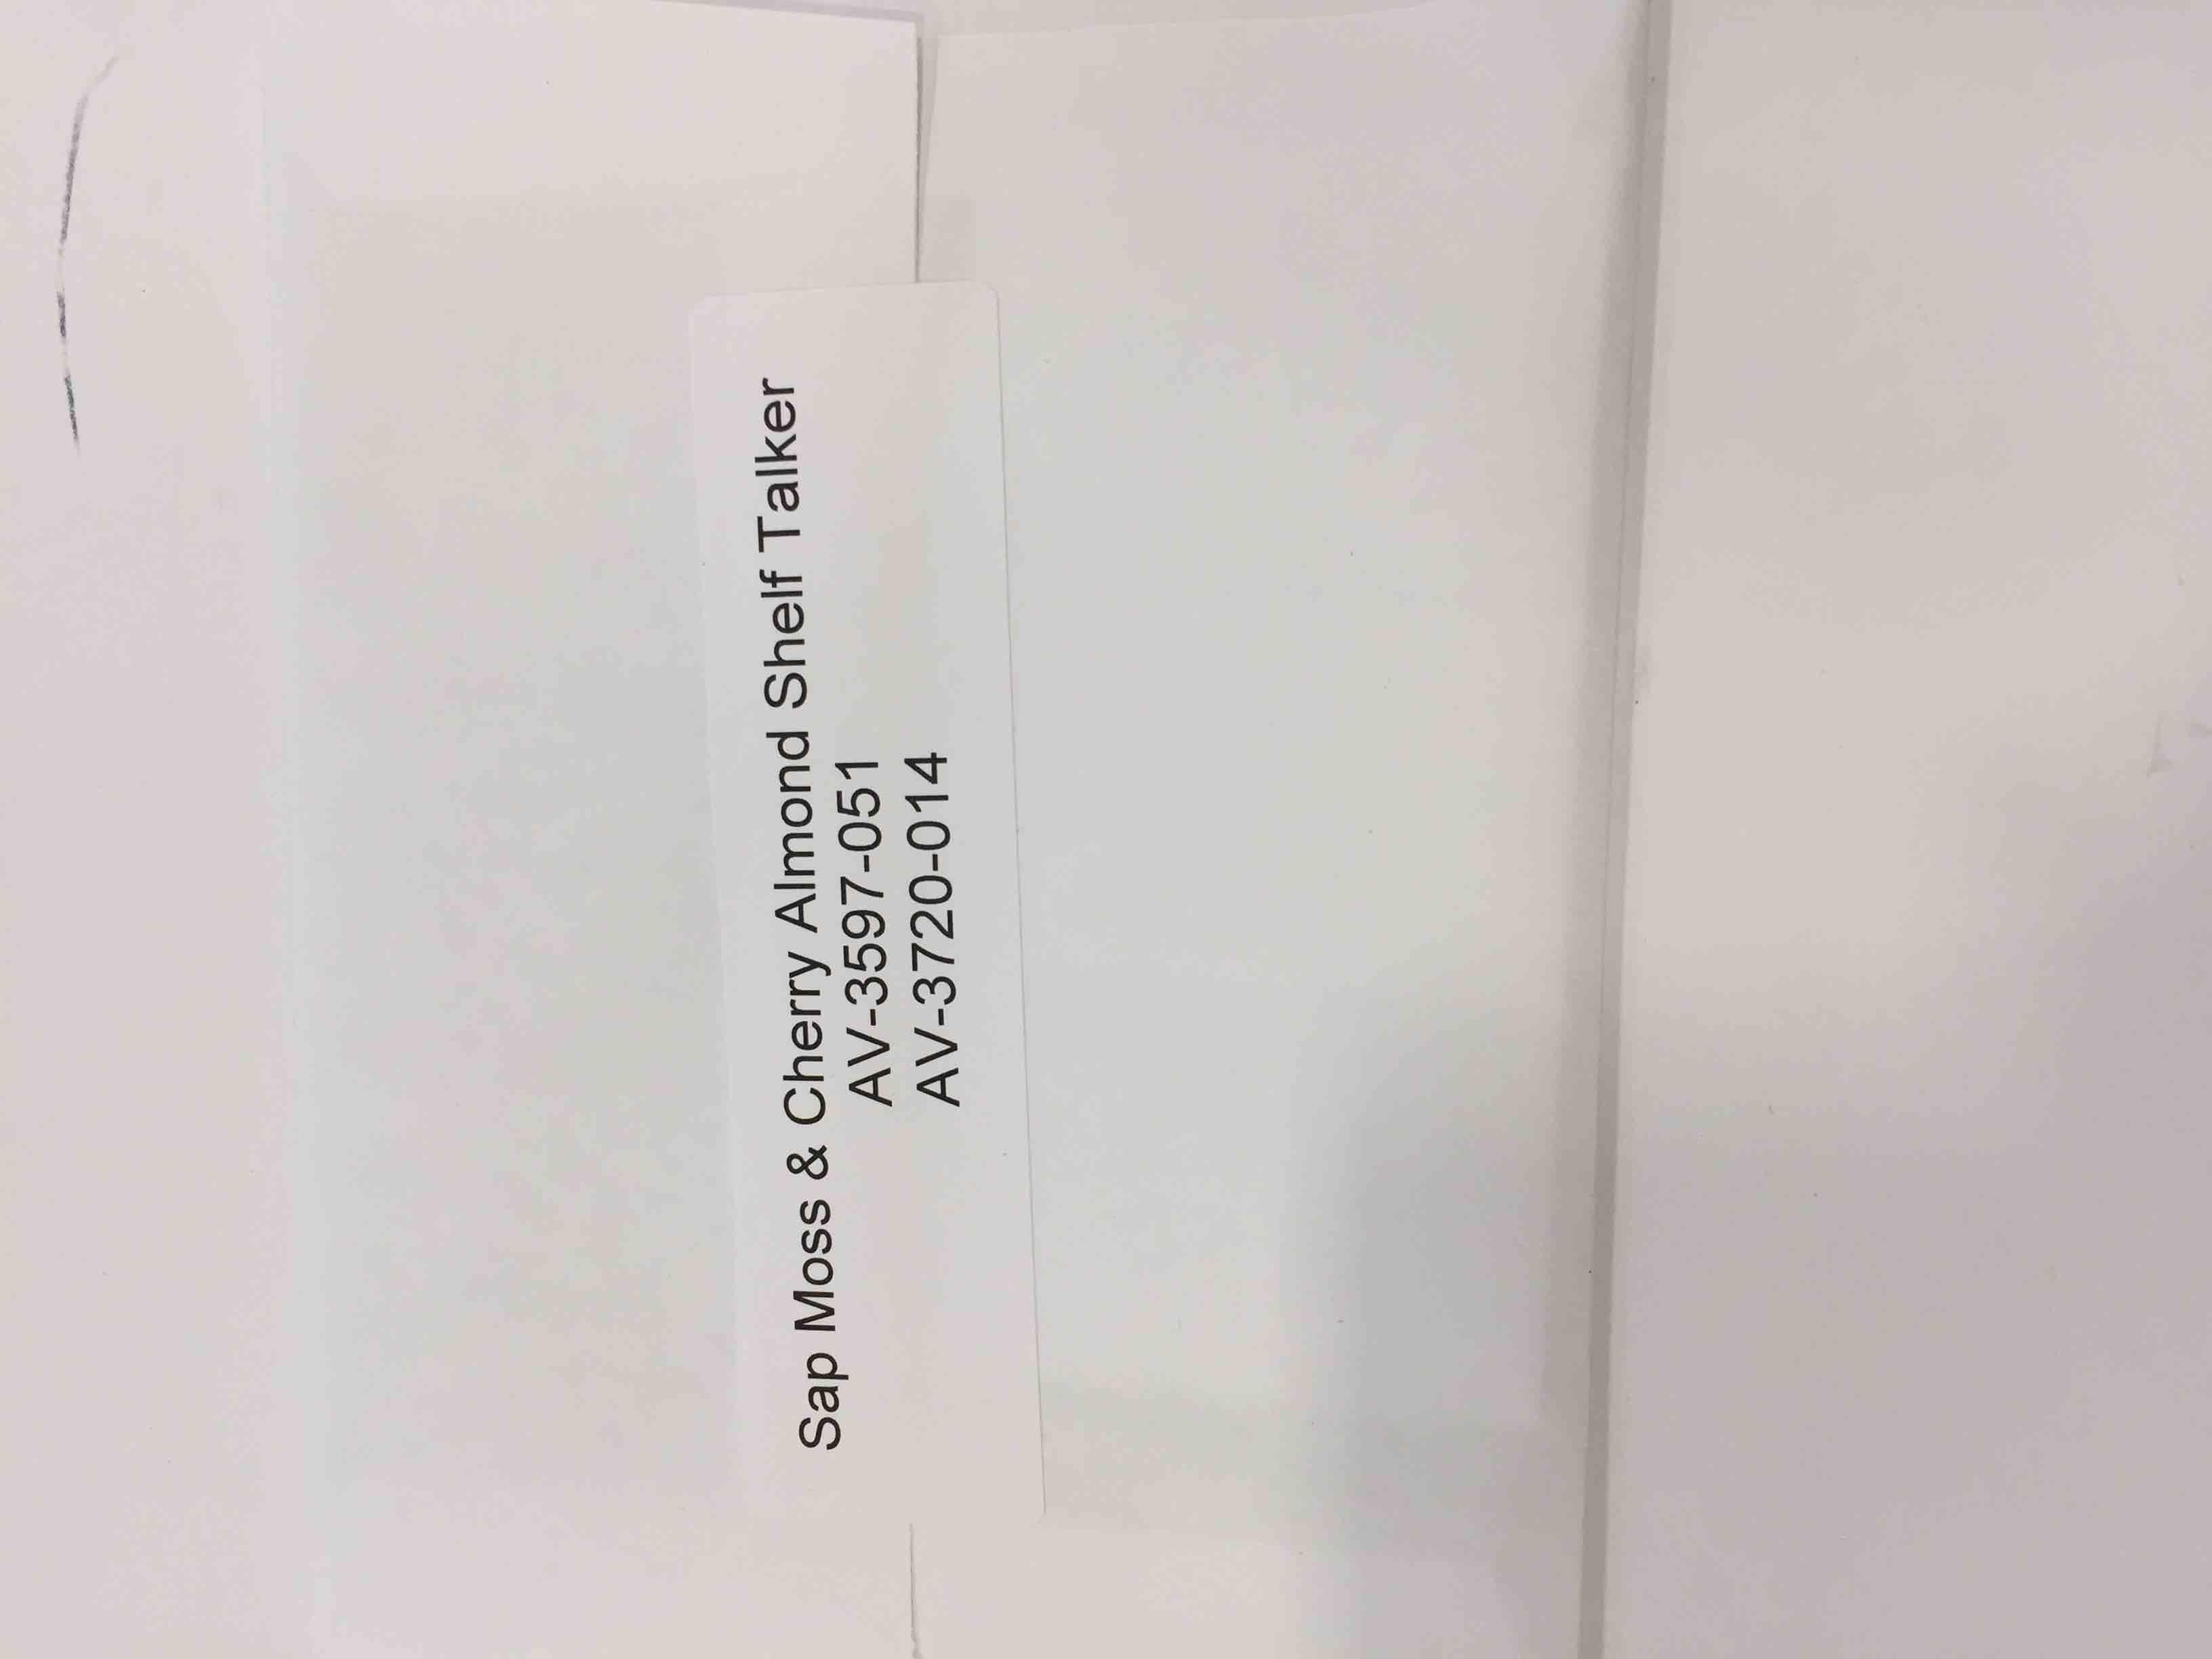 Sap Moss & Cherry Almond Shelf Talker
AV-3597-051
AV-3720-014